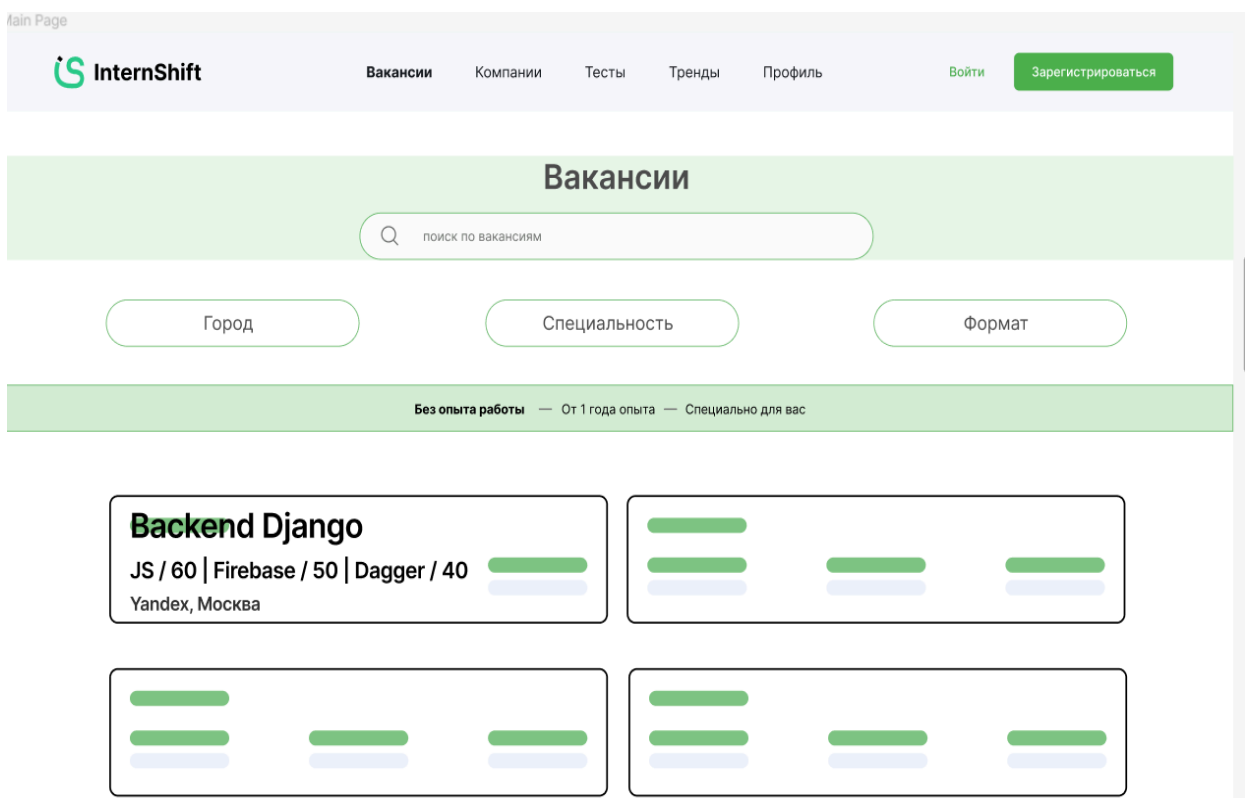 Main Page
InternShift Вакансии Компании Тесты Тренды Профиль Войти Зарегистрироваться
Вакансии
поиск по вакансиям
Город Специальность Формат
Без опыта работы — От 1 года опыта — Специально для вас
Backend Django
JS / 60 | Firebase / 50 | Dagger / 40
Yandex, Москва